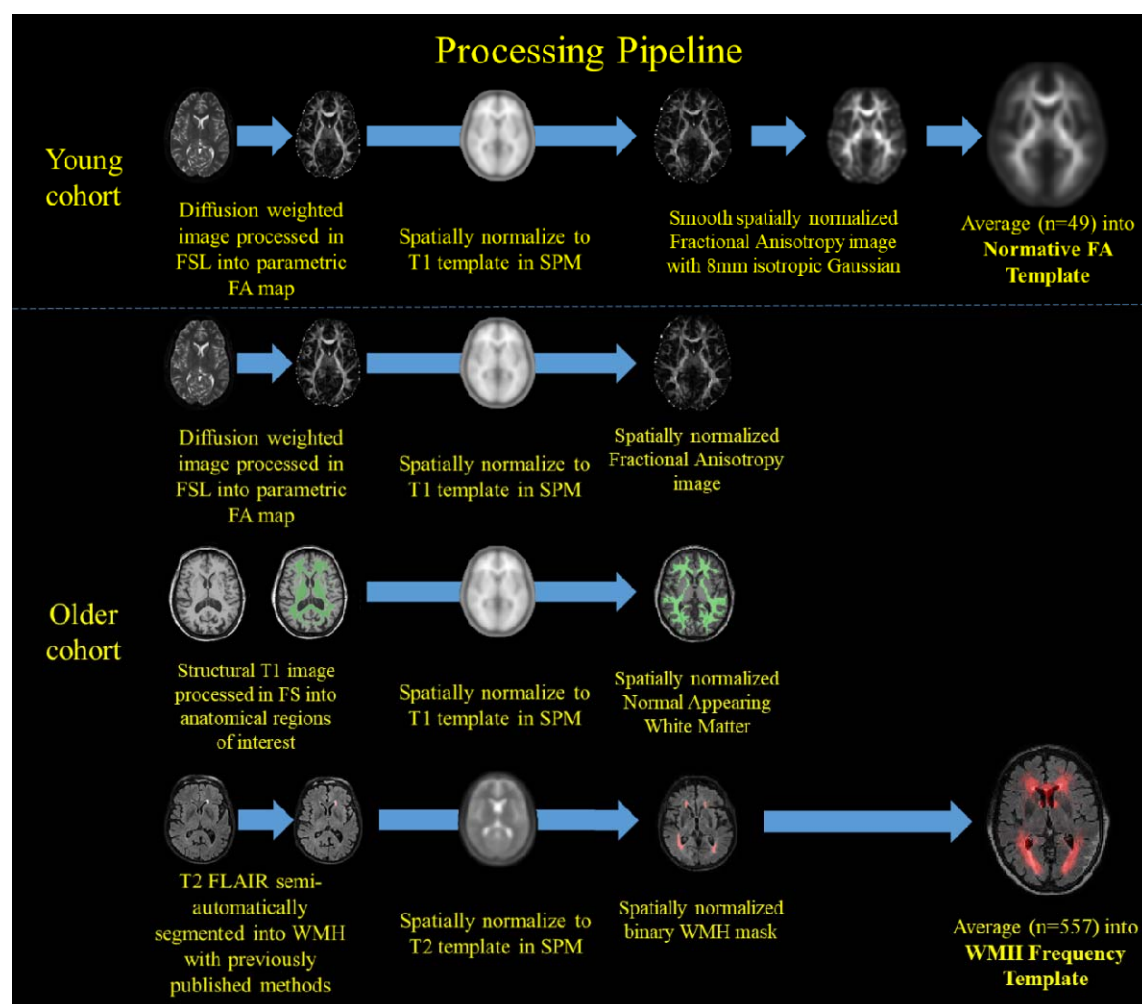 Processing Pipeline
Young
cohort
Diffusion weighted
image processed in
FSL into parametric
FA map
Spatially normalize to
T1 template in SPM
Smooth spatially normalized
Fractional Anisotropy image
with 8mm isotropic Gaussian
Average (n=49) into
Normative FA
Template
Older
cohort
Diffusion weighted
image processed in
FSL into parametric
FA map
Spatially normalize to
T1 template in SPM
Spatially normalized
Fractional Anisotropy
image
Structural T1 image
processed in FS into
anatomical regions
of interest
Spatially normalize to
T1 template in SPM
Spatially normalized
Normal Appearing
White Matter
T2 FLAIR semi-
automatically
segmented into WMH
with previously
published methods
Spatially normalize to
T2 template in SPM
Spatially normalized
binary WMH mask
Average (n=557) into
WMH Frequency
Template